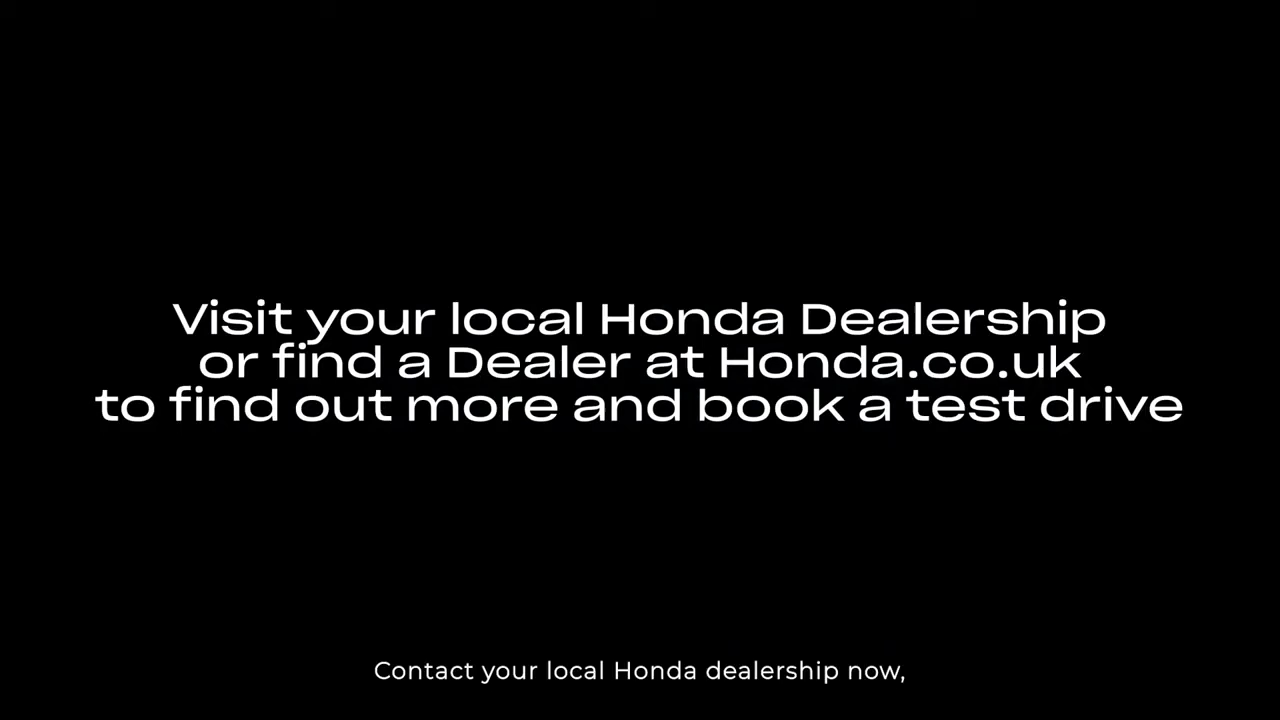 Visit your local Honda Dealership
or find a Dealer at Honda.co.uk
to find out more and book a test drive
Contact your local Honda dealership now,